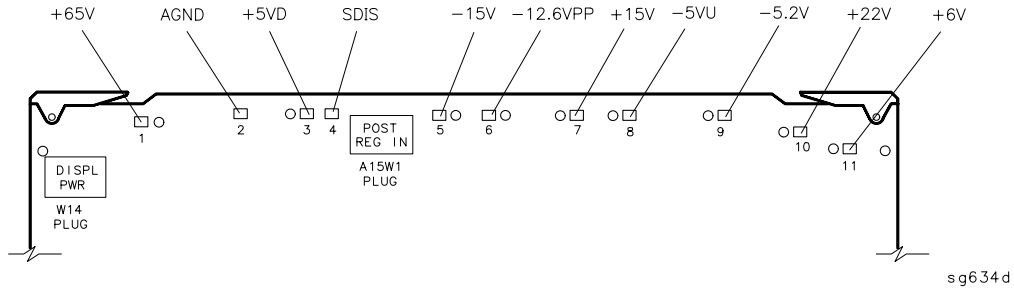 +65V AGND +5VD SDIS -15V -12.6VPP +15V -5VU -5.2V +22V +6V
1 2 3 4 5 6 7 8 9 10 11
POST
REG IN
A15W1
PLUG
DISPL
PWR
W14
PLUG
sg634d